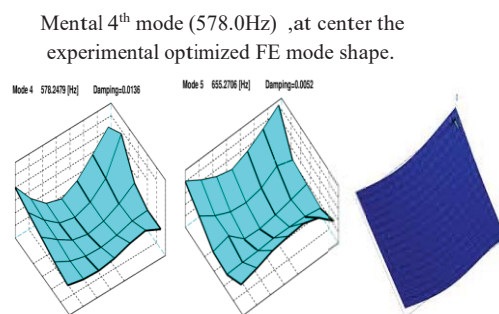 Mental 4th mode (578.0Hz) ,at center the
experimental optimized FE mode shape.
Mode 4 578.2479 [Hz] Damping=0.0136
Mode 5 655.2706 [Hz] Damping=0.0052